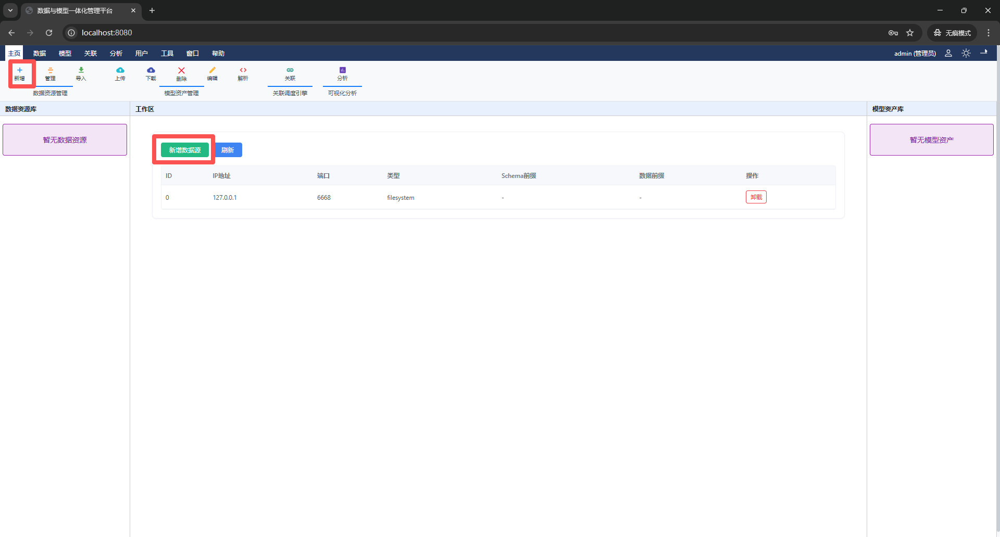 数据与模型一体化管理平台
localhost:8080
无痕模式
主页 数据 模型 关联 分析 用户 工具 窗口 帮助
admin (管理员)
新增 管理 导入 上传 下载 删除 编辑 解析 关联 分析
数据资源管理 模型资产管理 关联调度引擎 可视化分析
数据资源库
暂无数据资源
工作区
新增数据源 刷新
ID IP地址 端口 类型 Schema前缀 数据前缀 操作
0 127.0.0.1 6668 filesystem - - 卸载
模型资产库
暂无模型资产